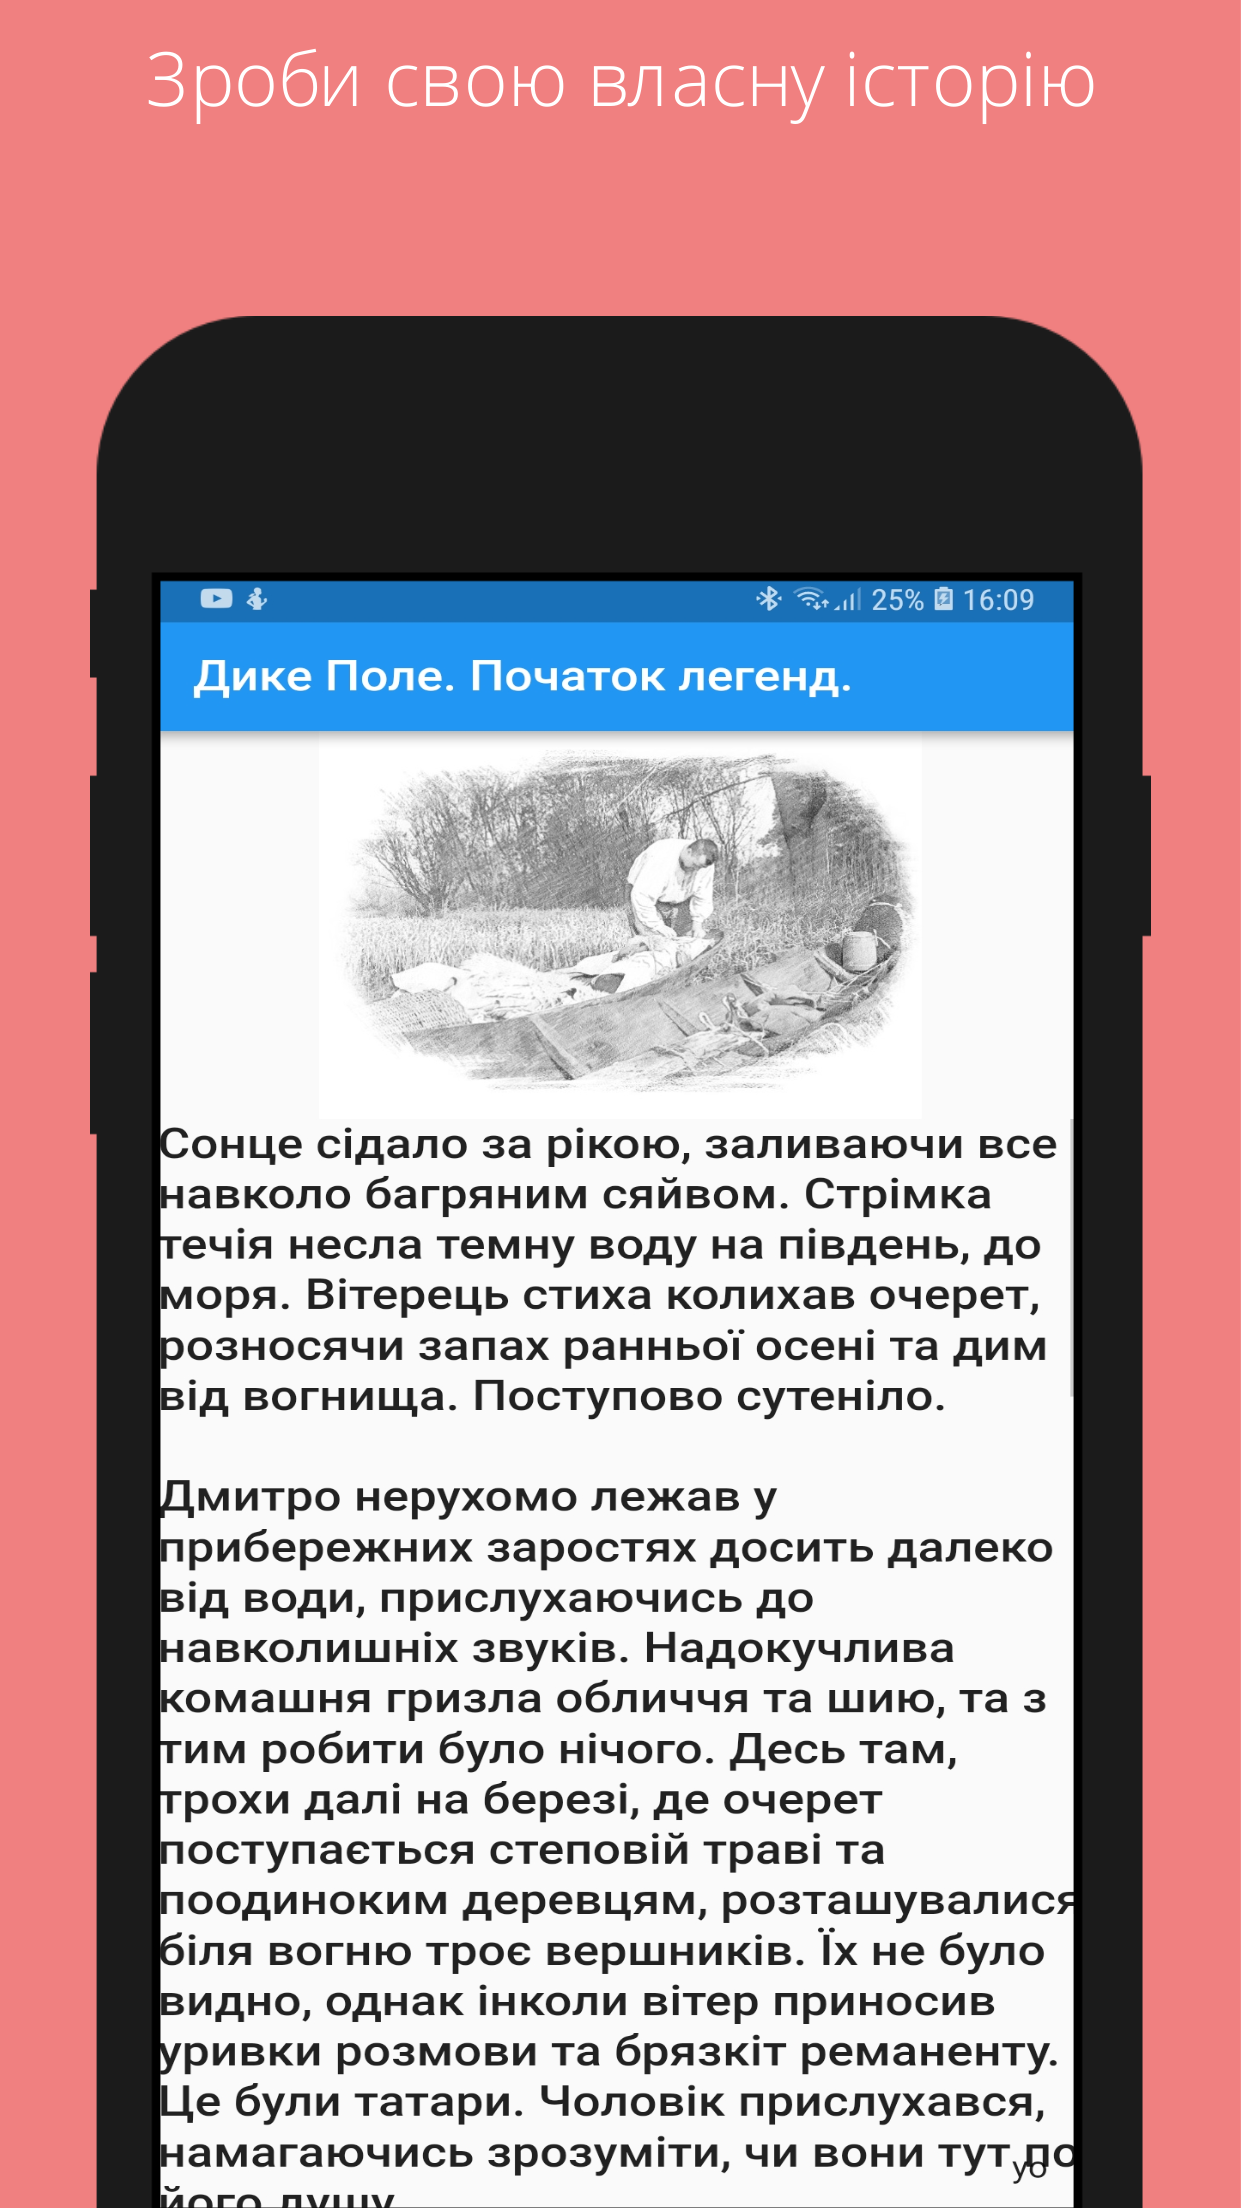 Зроби свою власну історію
25% 16:09
Дике Поле. Початок легенд.
Сонце сідало за рікою, заливаючи все
навколо багряним сяйвом. Стрімка
течія несла темну воду на південь, до
моря. Вітерець стиха колихав очерет,
розносячи запах ранньої осені та дим
від вогнища. Поступово сутеніло.
Дмитро нерухомо лежав у
прибережних заростях досить далеко
від води, прислухаючись до
навколишніх звуків. Надокучлива
комашня гризла обличчя та шию, та з
тим робити було нічого. Десь там,
трохи далі на березі, де очерет
поступається степовій траві та
поодиноким деревцям, розташувалися
біля вогню троє вершників. Їх не було
видно, однак інколи вітер приносив
уривки розмови та брязкіт реманенту.
Це були татари. Чоловік прислухався,
намагаючись зрозуміти, чи вони тут по
його душу
yo